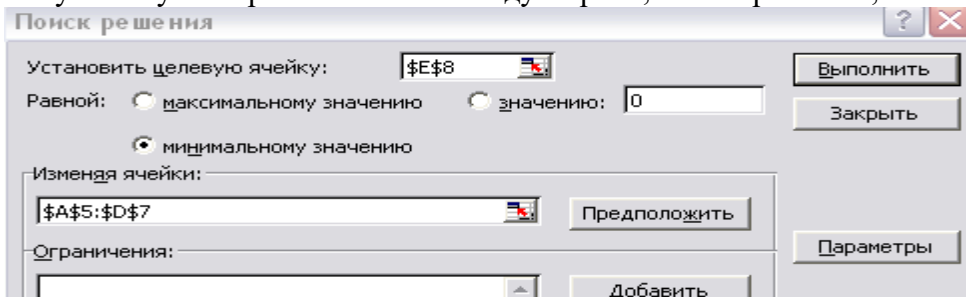 Поиск решения
Установить целевую ячейку: $E$8 Выполнить
Равной: максимальному значению значению: 0 Закрыть
минимальному значению
Изменяя ячейки:
$A$5:$D$7 Предположить
Ограничения: Параметры
Добавить